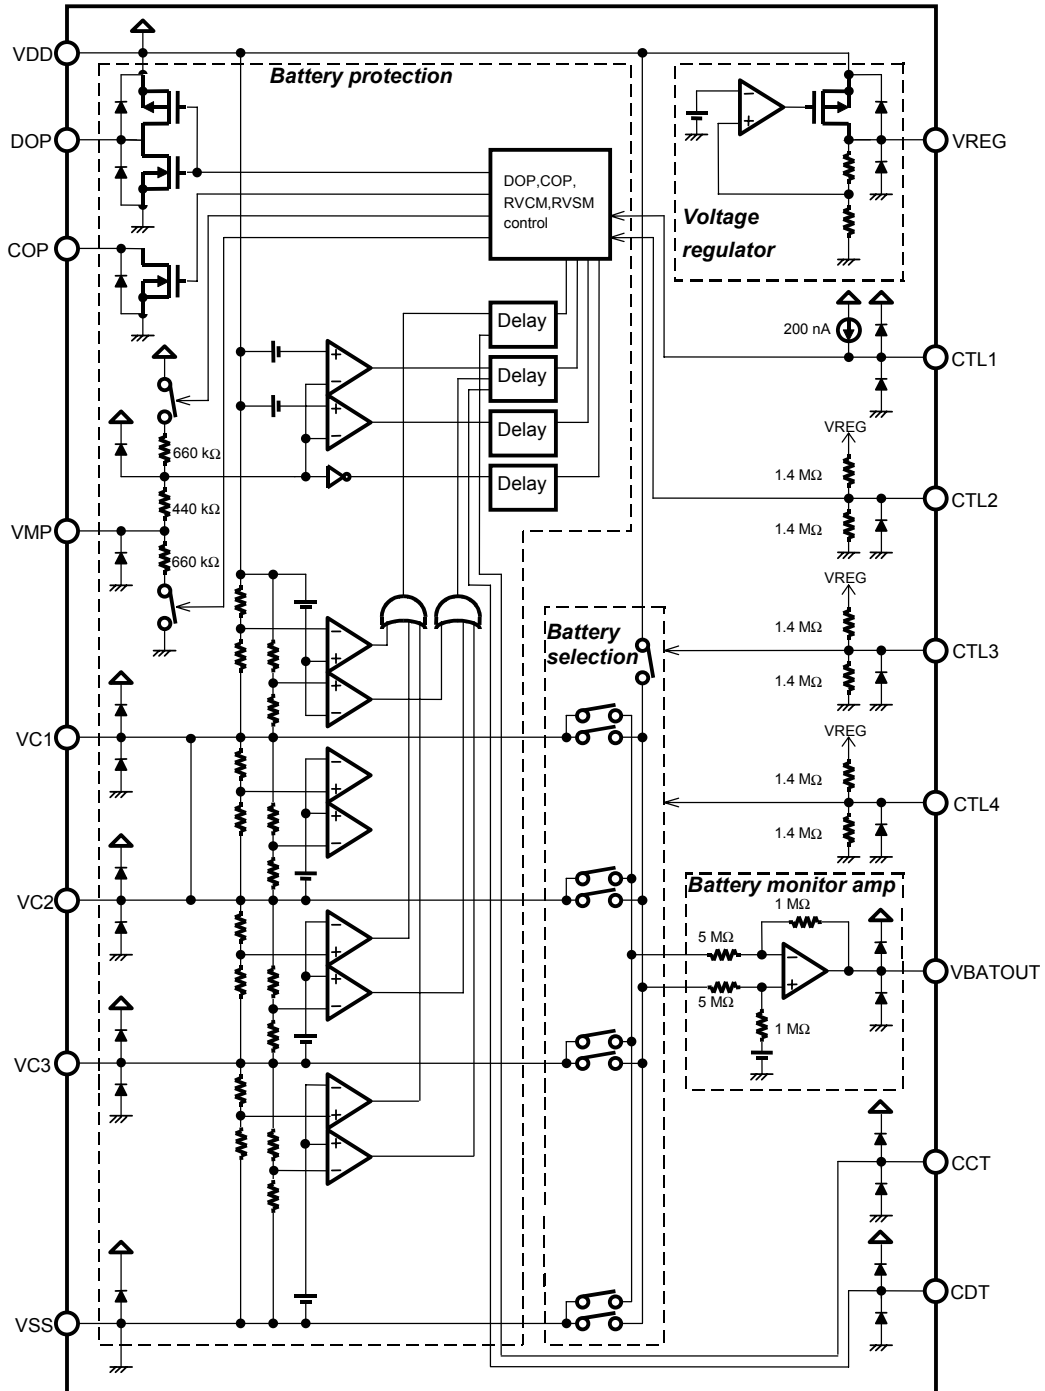 VDD
Battery protection
DOP
VREG
DOP,COP,
RVCM,RVSM
control
Voltage
regulator
COP
200 nA
CTL1
Delay
Delay
Delay
Delay
660 kΩ
440 kΩ
660 kΩ
VMP
VREG
1.4 MΩ
1.4 MΩ
CTL2
VREG
1.4 MΩ
1.4 MΩ
CTL3
Battery
selection
VC1
VREG
1.4 MΩ
1.4 MΩ
CTL4
VC2
Battery monitor amp
1 MΩ
5 MΩ
5 MΩ
1 MΩ
VBATOUT
VC3
CCT
CDT
VSS